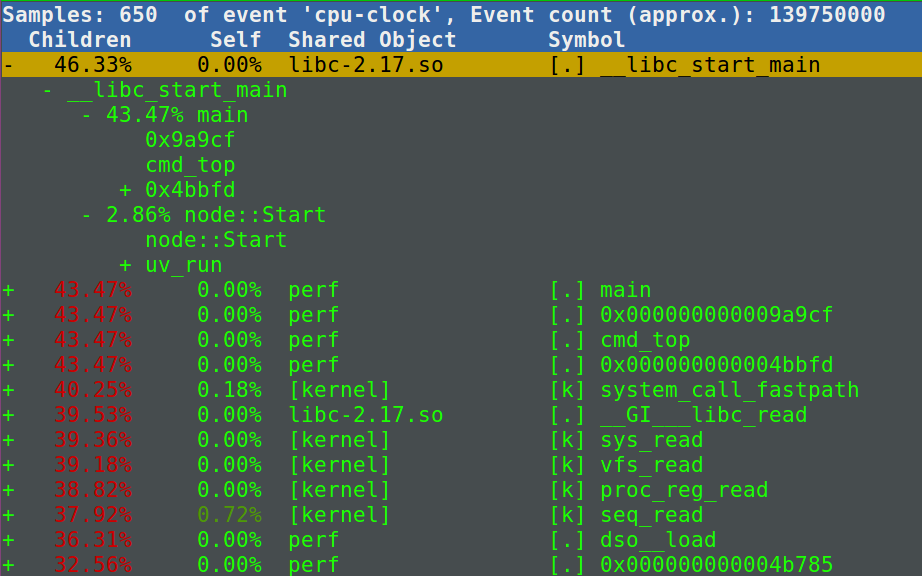 Samples: 650  of event 'cpu-clock', Event count (approx.): 139750000
  Children      Self  Shared Object       Symbol
-   46.33%     0.00%  libc-2.17.so        [.] __libc_start_main
   - __libc_start_main
      - 43.47% main
           0x9a9cf
           cmd_top
         + 0x4bbfd
      - 2.86% node::Start
           node::Start
         + uv_run
+   43.47%     0.00%  perf                [.] main
+   43.47%     0.00%  perf                [.] 0x000000000009a9cf
+   43.47%     0.00%  perf                [.] cmd_top
+   43.47%     0.00%  perf                [.] 0x000000000004bbfd
+   40.25%     0.18%  [kernel]            [k] system_call_fastpath
+   39.53%     0.00%  libc-2.17.so        [.] __GI___libc_read
+   39.36%     0.00%  [kernel]            [k] sys_read
+   39.18%     0.00%  [kernel]            [k] vfs_read
+   38.82%     0.00%  [kernel]            [k] proc_reg_read
+   37.92%     0.72%  [kernel]            [k] seq_read
+   36.31%     0.00%  perf                [.] dso__load
+   32.56%     0.00%  perf                [.] 0x000000000004b785